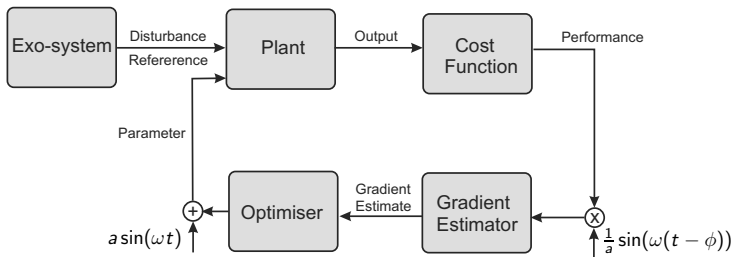 Exo-system
Disturbance
Refererence
Plant
Output
Cost
Function
Performance
Parameter
Optimiser
Gradient
Estimate
Gradient
Estimator
+
x
a sin(ωt)
1/a sin(ω(t − ϕ))